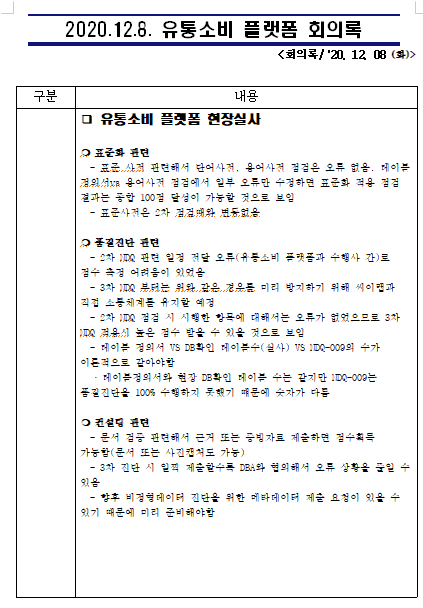 2020.12.8. 유통소비 플랫폼 회의록
<회의록/ '20. 12. 08 (화)>
구분 내용
□ 유통소비 플랫폼 현장실사
○ 표준화 관련
- 표준 사전 관련해서 단어사전, 용어사전 점검은 오류 없음. 테이블
정의서vs 용어사전 점검에서 일부 오류만 수정하면 표준화 적용 점검
결과는 종합 100점 달성이 가능할 것으로 보임
- 표준사전은 2차 점검때와 변동없음
○ 품질진단 관련
- 2차 NDQ 관련 일정 전달 오류(유통소비 플랫폼과 수행사 간)로
점수 측정 어려움이 있었음
- 3차 NDQ 부터는 위와 같은 경우를 미리 방지하기 위해 씨이랩과
직접 소통체계를 유지할 예정
- 2차 NDQ 점검 시 시행한 항목에 대해서는 오류가 없었으므로 3차
NDQ 적용시 높은 점수 받을 수 있을 것으로 보임
- 테이블 정의서 VS DB확인 테이블수(실사) VS NDQ-009의 수가
이론적으로 같아야함
· 테이블정의서와 현장 DB확인 테이블 수는 같지만 NDQ-009는
품질진단을 100% 수행하지 못했기 때문에 숫자가 다름
○ 컨설팅 관련
- 문서 검증 관련해서 근거 또는 증빙자료 제출하면 점수획득
가능함(문서 또는 사진캡처도 가능)
- 3차 진단 시 일찍 제출할수록 DBA와 협의해서 오류 상황을 줄일 수
있음
- 향후 비정형데이터 진단을 위한 메타데이터 제출 요청이 있을 수
있기 때문에 미리 준비해야함